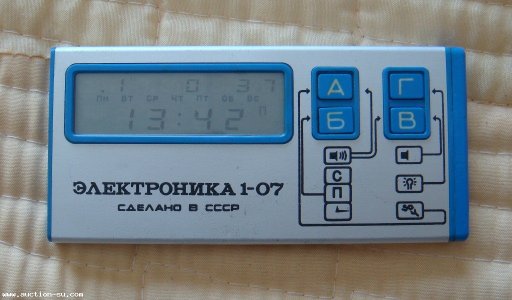 .1 0 37
ПН ВТ СР ЧТ ПТ СБ ВС
13:42 П
А Г
Б В
С
П
ЭЛЕКТРОНИКА 1-07
СДЕЛАНО В СССР
www.auction-su.com